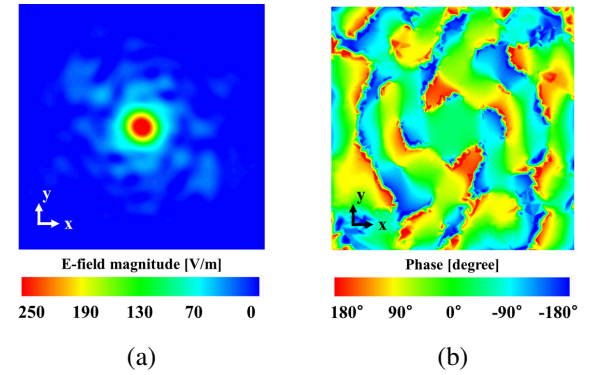 y
x
E-field magnitude [V/m]
250 190 130 70 0
(a)
y
x
Phase [degree]
180° 90° 0° -90° -180°
(b)